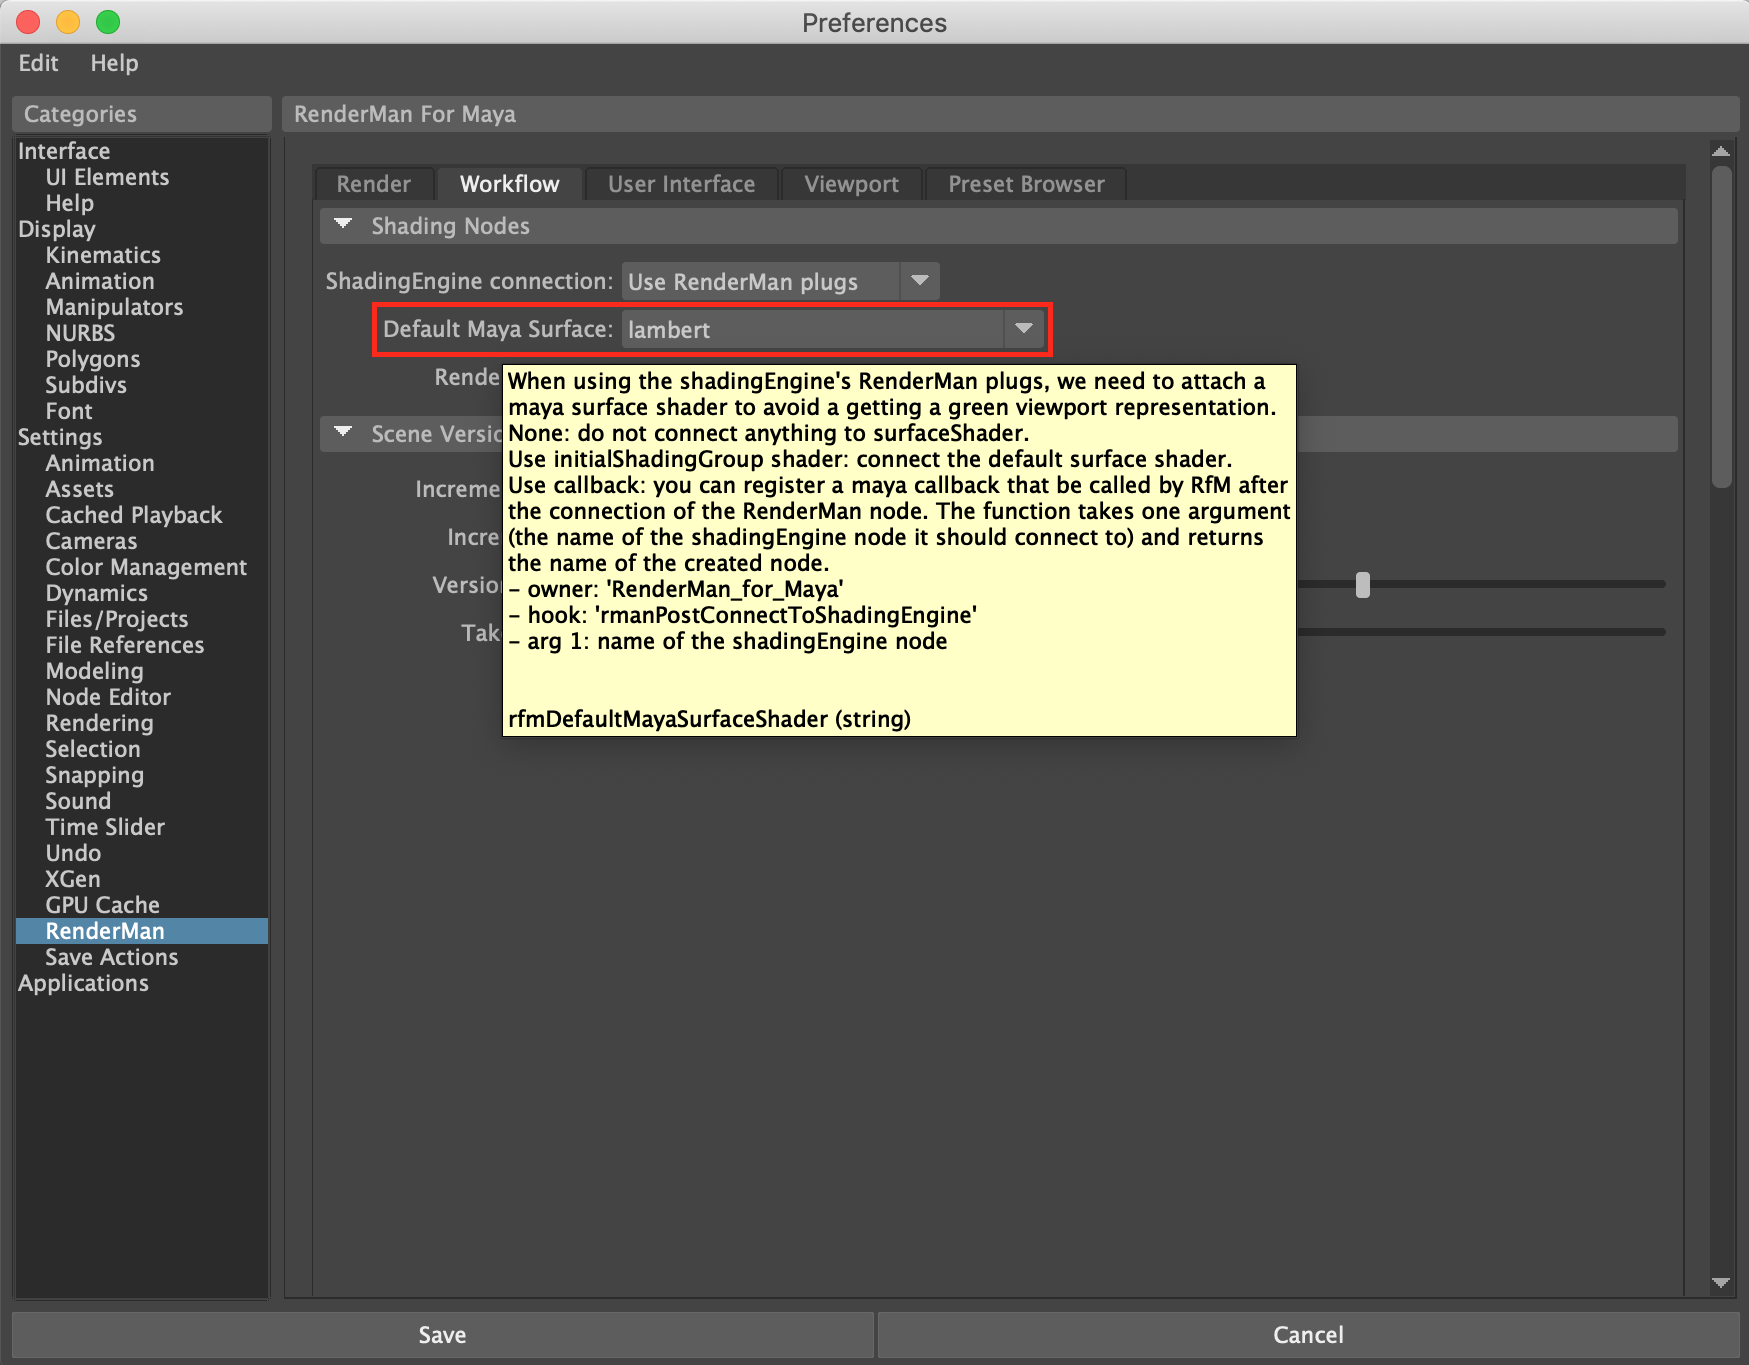 Preferences
Edit Help
Categories
RenderMan For Maya
Interface
UI Elements
Help
Display
Kinematics
Animation
Manipulators
NURBS
Polygons
Subdivs
Font
Settings
Animation
Assets
Cached Playback
Cameras
Color Management
Dynamics
Files/Projects
File References
Modeling
Node Editor
Rendering
Selection
Snapping
Sound
Time Slider
Undo
XGen
GPU Cache
RenderMan
Save Actions
Applications
Render Workflow User Interface Viewport Preset Browser
Shading Nodes
ShadingEngine connection: Use RenderMan plugs
Default Maya Surface: lambert
Rende
Scene Versio
Increme
Incre
Version
Tak
When using the shadingEngine's RenderMan plugs, we need to attach a
maya surface shader to avoid a getting a green viewport representation.
None: do not connect anything to surfaceShader.
Use initialShadingGroup shader: connect the default surface shader.
Use callback: you can register a maya callback that be called by RfM after
the connection of the RenderMan node. The function takes one argument
(the name of the shadingEngine node it should connect to) and returns
the name of the created node.
- owner: 'RenderMan_for_Maya'
- hook: 'rmanPostConnectToShadingEngine'
- arg 1: name of the shadingEngine node
rfmDefaultMayaSurfaceShader (string)
Save Cancel